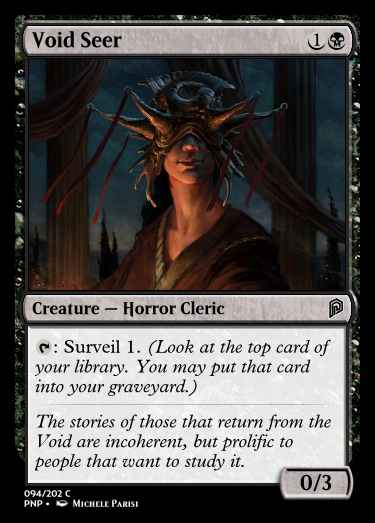 Void Seer 1
Creature — Horror Cleric
: Surveil 1. (Look at the top card of
your library. You may put that card
into your graveyard.)
The stories of those that return from the
Void are incoherent, but prolific to
people that want to study it.
0/3
094/202 C
PNP • Michele Parisi